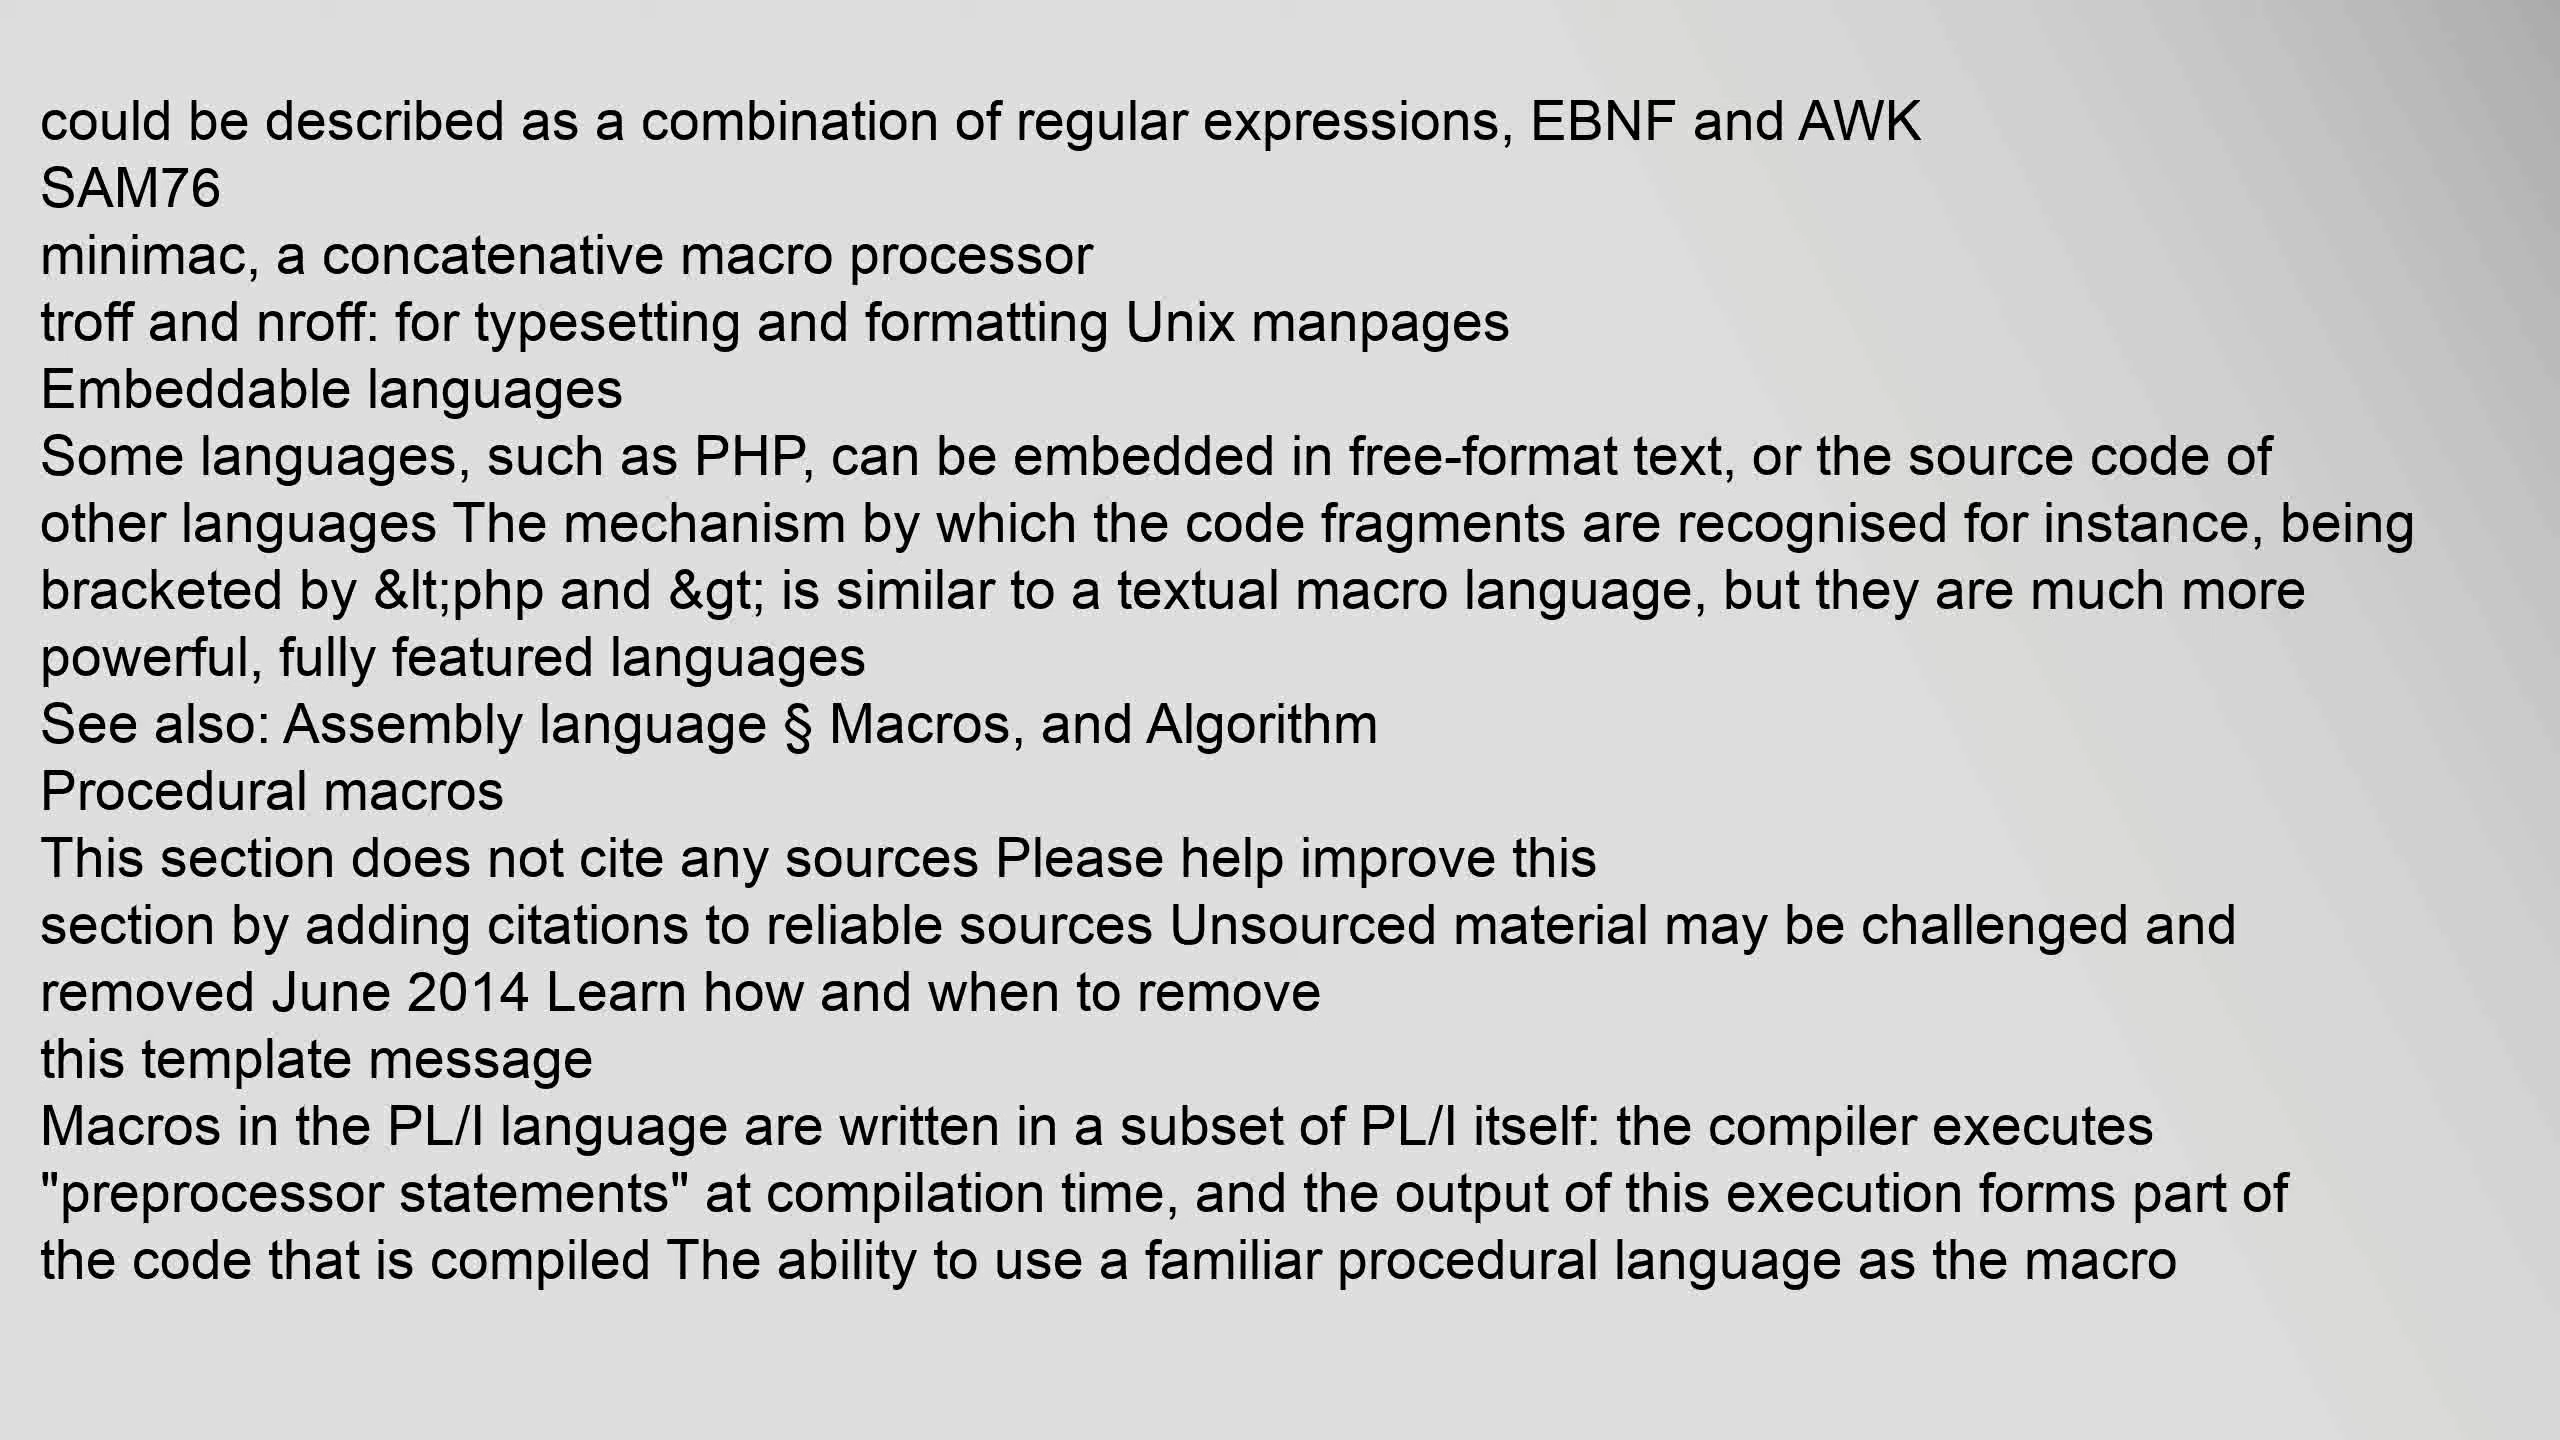 could be described as a combination of regular expressions, EBNF and AWK
SAM76
minimac, a concatenative macro processor
troff and nroff: for typesetting and formatting Unix manpages
Embeddable languages
Some languages, such as PHP, can be embedded in free-format text, or the source code of
other languages The mechanism by which the code fragments are recognised for instance, being
bracketed by &lt;php and &gt; is similar to a textual macro language, but they are much more
powerful, fully featured languages
See also: Assembly language § Macros, and Algorithm
Procedural macros
This section does not cite any sources Please help improve this
section by adding citations to reliable sources Unsourced material may be challenged and
removed June 2014 Learn how and when to remove
this template message
Macros in the PL/I language are written in a subset of PL/I itself: the compiler executes
"preprocessor statements" at compilation time, and the output of this execution forms part of
the code that is compiled The ability to use a familiar procedural language as the macro